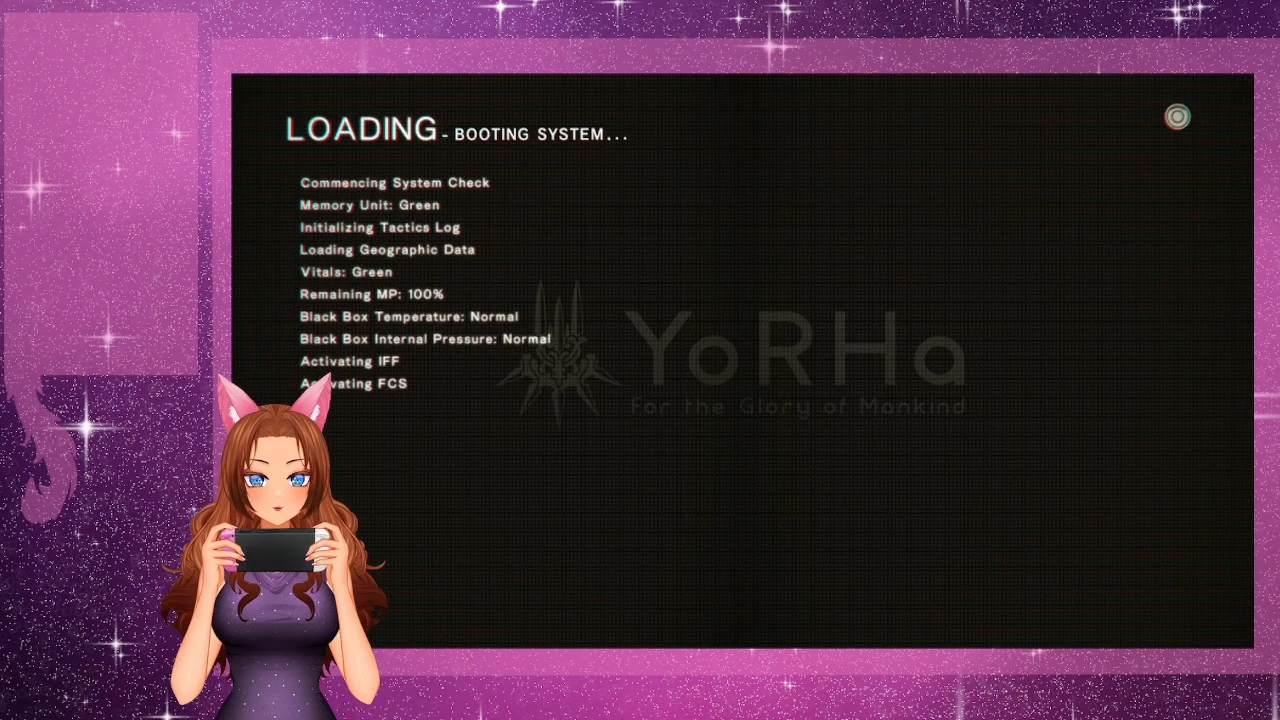 LOADING - BOOTING SYSTEM...
Commencing System Check
Memory Unit: Green
Initializing Tactics Log
Loading Geographic Data
Vitals: Green
Remaining MP: 100%
Black Box Temperature: Normal
Black Box Internal Pressure: Normal
Activating IFF
Activating FCS
YoRHa
For the Glory of Mankind